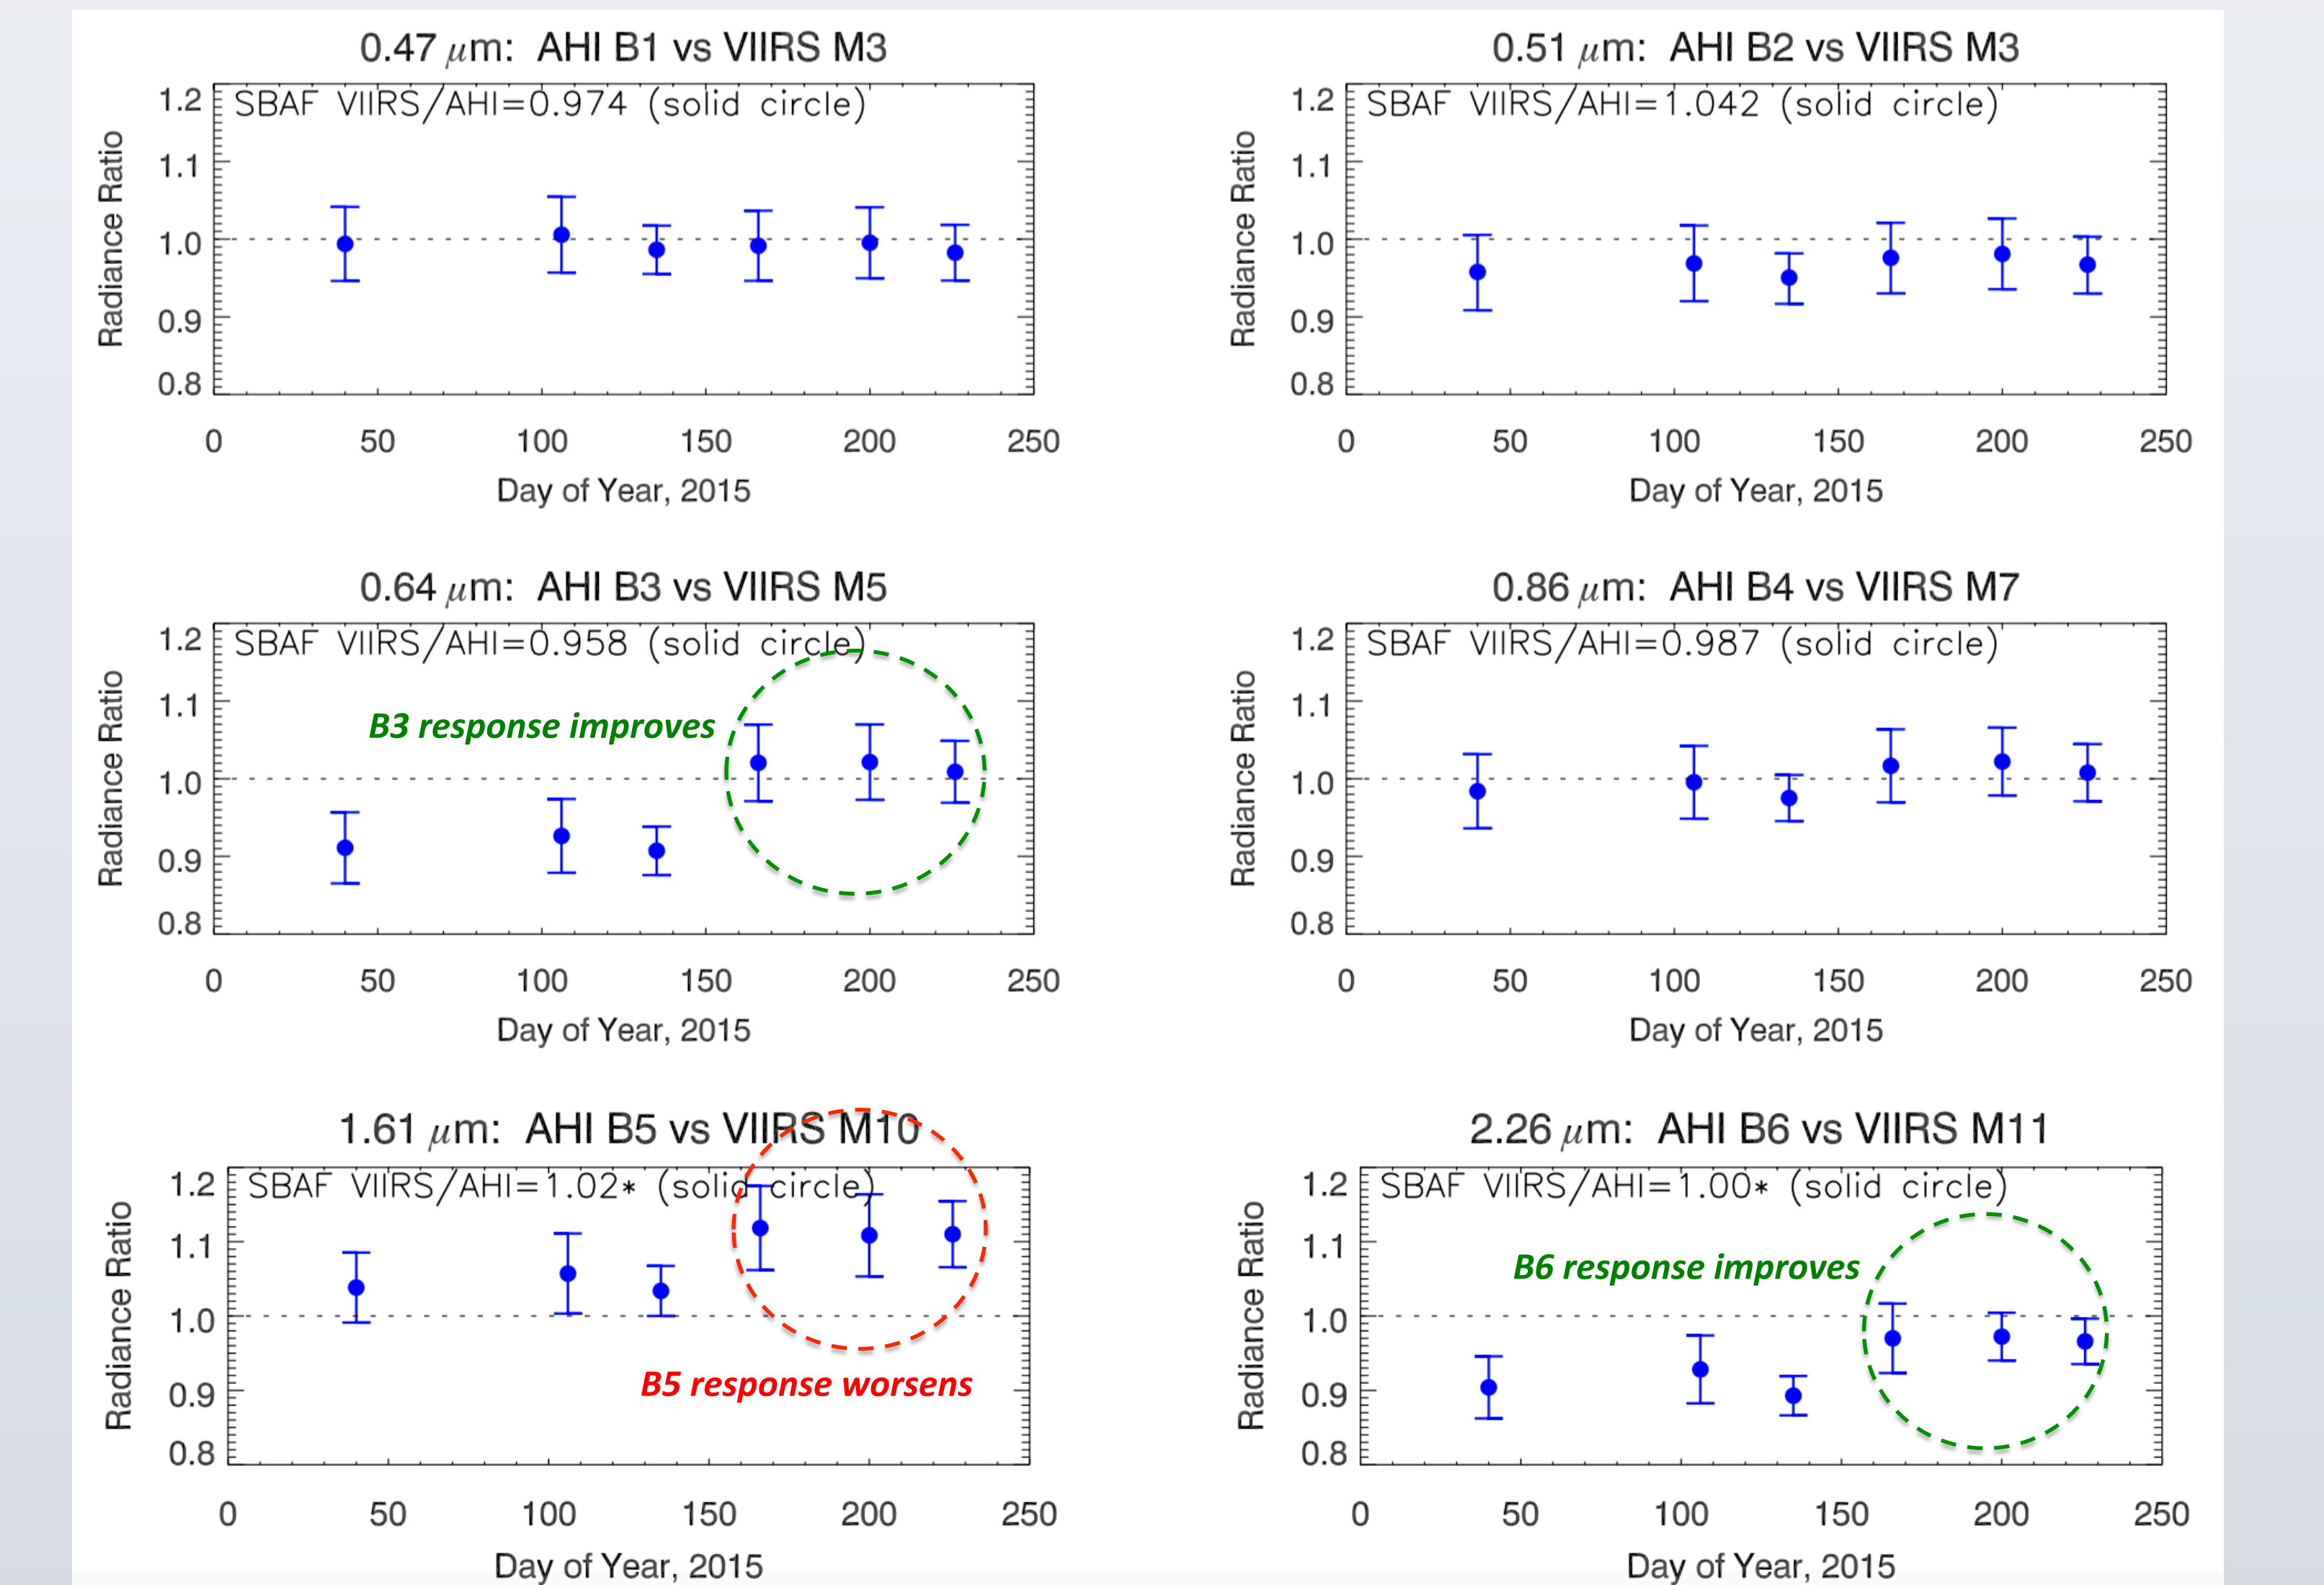 0.47 μm: AHI B1 vs VIIRS M3
SBAF VIIRS/AHI=0.974 (solid circle)
1.2
1.1
1.0
0.9
0.8
Radiance Ratio
0 50 100 150 200 250
Day of Year, 2015
0.51 μm: AHI B2 vs VIIRS M3
SBAF VIIRS/AHI=1.042 (solid circle)
1.2
1.1
1.0
0.9
0.8
Radiance Ratio
0 50 100 150 200 250
Day of Year, 2015
0.64 μm: AHI B3 vs VIIRS M5
SBAF VIIRS/AHI=0.958 (solid circle)
B3 response improves
1.2
1.1
1.0
0.9
0.8
Radiance Ratio
0 50 100 150 200 250
Day of Year, 2015
0.86 μm: AHI B4 vs VIIRS M7
SBAF VIIRS/AHI=0.987 (solid circle)
1.2
1.1
1.0
0.9
0.8
Radiance Ratio
0 50 100 150 200 250
Day of Year, 2015
1.61 μm: AHI B5 vs VIIRS M10
SBAF VIIRS/AHI=1.02* (solid circle)
B5 response worsens
1.2
1.1
1.0
0.9
0.8
Radiance Ratio
0 50 100 150 200 250
Day of Year, 2015
2.26 μm: AHI B6 vs VIIRS M11
SBAF VIIRS/AHI=1.00* (solid circle)
B6 response improves
1.2
1.1
1.0
0.9
0.8
Radiance Ratio
0 50 100 150 200 250
Day of Year, 2015